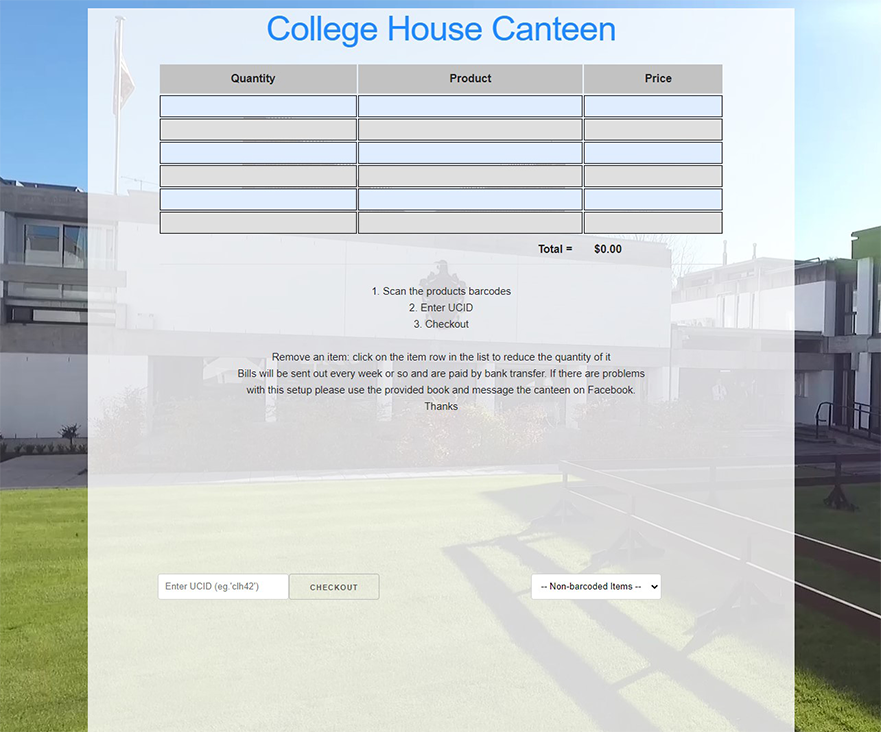 College House Canteen
Quantity Product Price
Total = $0.00
1. Scan the products barcodes
2. Enter UCID
3. Checkout
Remove an item: click on the item row in the list to reduce the quantity of it
Bills will be sent out every week or so and are paid by bank transfer. If there are problems
with this setup please use the provided book and message the canteen on Facebook.
Thanks
Enter UCID (eg.'clh42') CHECKOUT -- Non-barcoded Items --